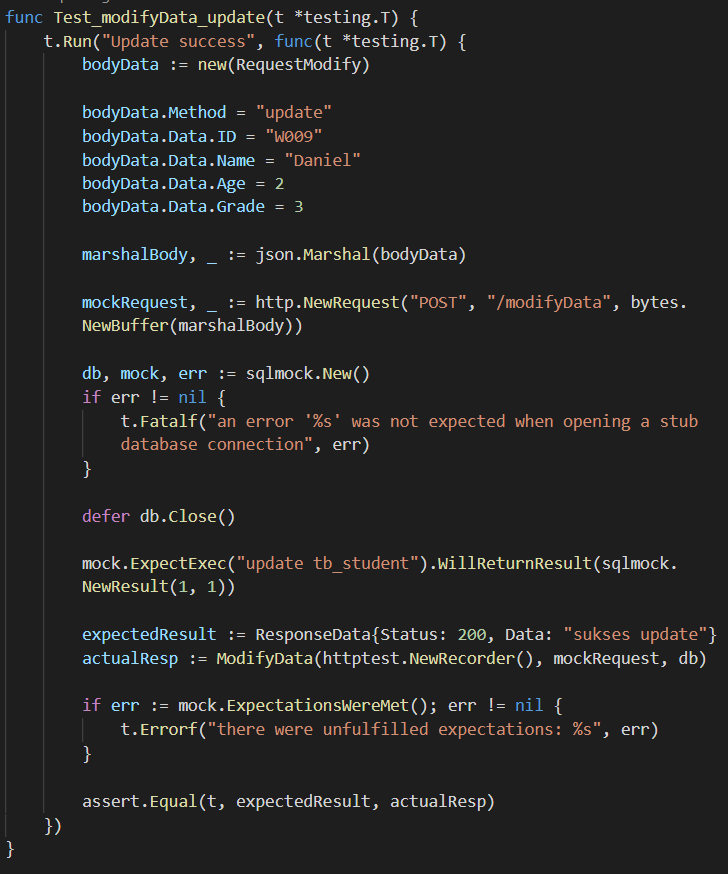 func Test_modifyData_update(t *testing.T) {
    t.Run("Update success", func(t *testing.T) {
        bodyData := new(RequestModify)

        bodyData.Method = "update"
        bodyData.Data.ID = "W009"
        bodyData.Data.Name = "Daniel"
        bodyData.Data.Age = 2
        bodyData.Data.Grade = 3

        marshalBody, _ := json.Marshal(bodyData)

        mockRequest, _ := http.NewRequest("POST", "/modifyData", bytes.
        NewBuffer(marshalBody))

        db, mock, err := sqlmock.New()
        if err != nil {
            t.Fatalf("an error '%s' was not expected when opening a stub
            database connection", err)
        }

        defer db.Close()

        mock.ExpectExec("update tb_student").WillReturnResult(sqlmock.
        NewResult(1, 1))

        expectedResult := ResponseData{Status: 200, Data: "sukses update"}
        actualResp := ModifyData(httptest.NewRecorder(), mockRequest, db)

        if err := mock.ExpectationsWereMet(); err != nil {
            t.Errorf("there were unfulfilled expectations: %s", err)
        }

        assert.Equal(t, expectedResult, actualResp)
    })
}